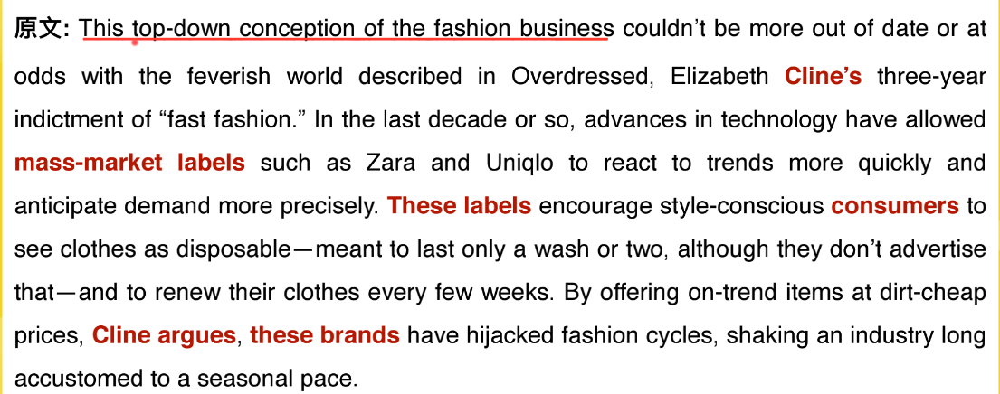 原文: This top-down conception of the fashion business couldn’t be more out of date or at
odds with the feverish world described in Overdressed, Elizabeth Cline’s three-year
indictment of “fast fashion.” In the last decade or so, advances in technology have allowed
mass-market labels such as Zara and Uniqlo to react to trends more quickly and
anticipate demand more precisely. These labels encourage style-conscious consumers to
see clothes as disposable—meant to last only a wash or two, although they don’t advertise
that—and to renew their clothes every few weeks. By offering on-trend items at dirt-cheap
prices, Cline argues, these brands have hijacked fashion cycles, shaking an industry long
accustomed to a seasonal pace.